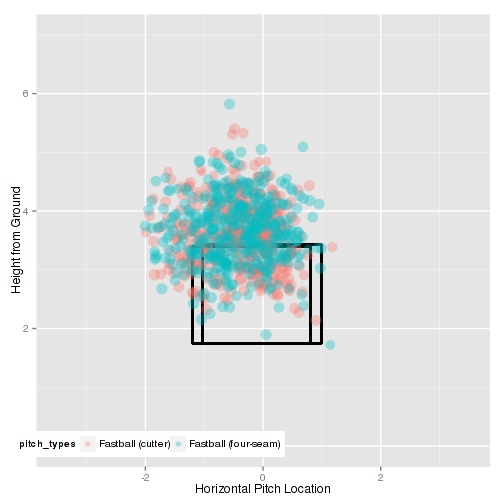 6
4
2
Height from Ground
pitch_types Fastball (cutter) Fastball (four-seam)
-2 0 2
Horizontal Pitch Location